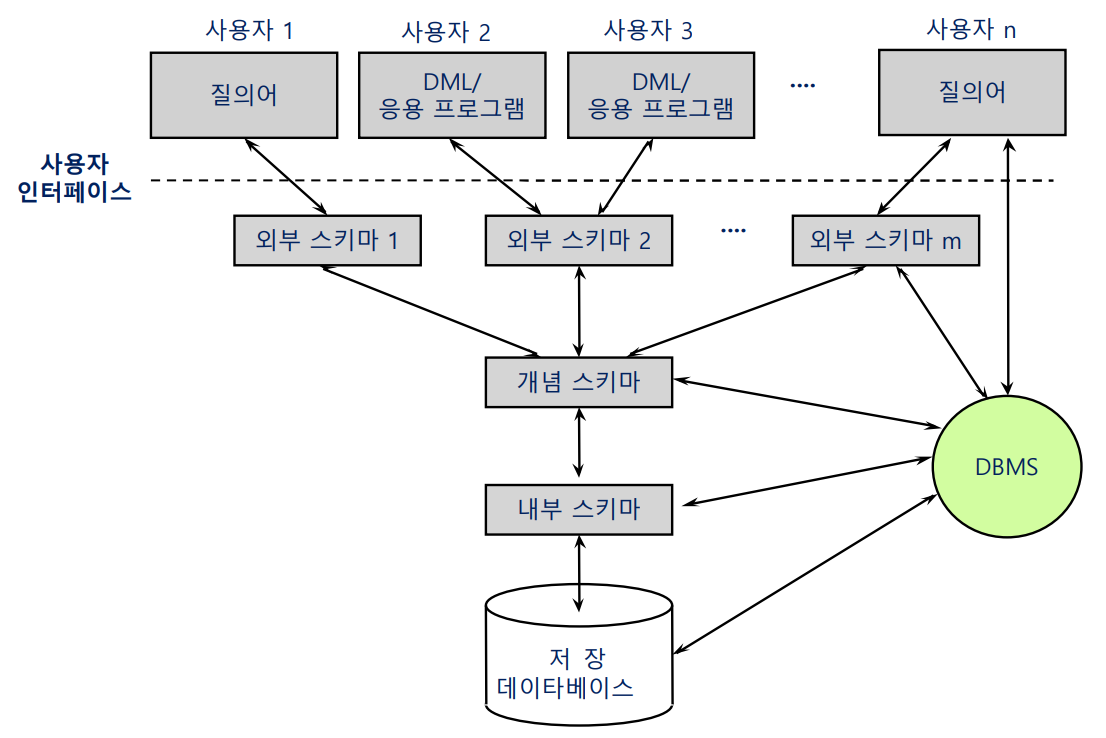 사용자 1
사용자 2
사용자 3
사용자 n
질의어
DML/
응용 프로그램
DML/
응용 프로그램
....
질의어
사용자
인터페이스
외부 스키마 1
외부 스키마 2
....
외부 스키마 m
개념 스키마
DBMS
내부 스키마
저 장
데이타베이스